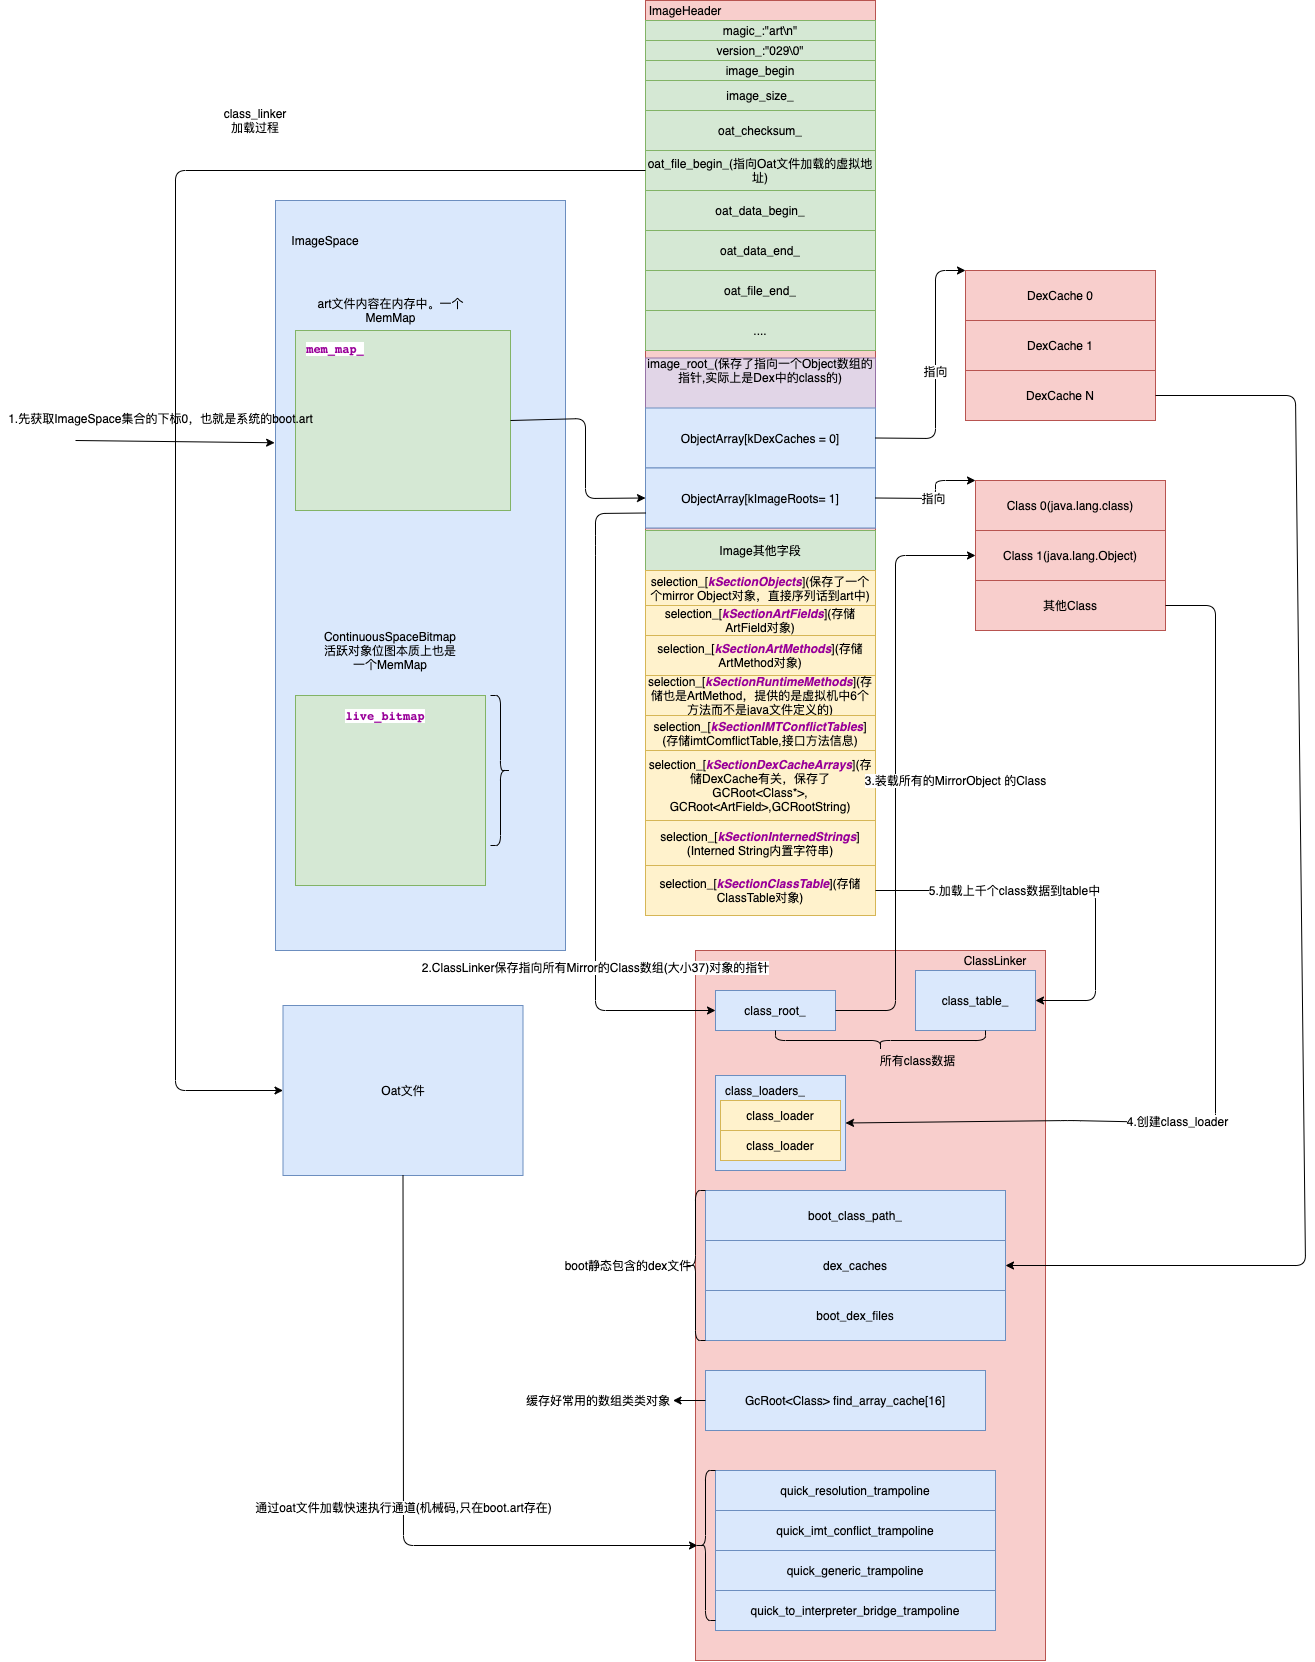 ImageHeader
magic_:"art\n"
version_:"029\0"
image_begin
image_size_
oat_checksum_
oat_file_begin_(指向Oat文件加载的虚拟地
址)
oat_data_begin_
oat_data_end_
oat_file_end_
....
image_root_(保存了指向一个Object数组的
指针,实际上是Dex中的class的)
ObjectArray[kDexCaches = 0]
ObjectArray[kImageRoots= 1]
Image其他字段
selection_[kSectionObjects](保存了一个
个mirror Object对象，直接序列话到art中)
selection_[kSectionArtFields](存储
ArtField对象)
selection_[kSectionArtMethods](存储
ArtMethod对象)
selection_[kSectionRuntimeMethods](存
储也是ArtMethod，提供的是虚拟机中6个
方法而不是java文件定义的)
selection_[kSectionIMTConflictTables]
(存储imtComflictTable,接口方法信息)
selection_[kSectionDexCacheArrays](存
储DexCache有关，保存了
GCRoot<Class*>,
GCRoot<ArtField>,GCRootString)
selection_[kSectionInternedStrings]
(Interned String内置字符串)
selection_[kSectionClassTable](存储
ClassTable对象)
class_linker
加载过程
ImageSpace
art文件内容在内存中。一个
MemMap
mem_map_
1.先获取ImageSpace集合的下标0，也就是系统的boot.art
ContinuousSpaceBitmap
活跃对象位图本质上也是
一个MemMap
live_bitmap
指向
DexCache 0
DexCache 1
DexCache N
指向
Class 0(java.lang.class)
Class 1(java.lang.Object)
其他Class
3.装载所有的MirrorObject 的Class
5.加载上千个class数据到table中
2.ClassLinker保存指向所有Mirror的Class数组(大小37)对象的指针
ClassLinker
class_root_
class_table_
所有class数据
Oat文件
class_loaders_
class_loader
class_loader
4.创建class_loader
boot_class_path_
boot静态包含的dex文件
dex_caches
boot_dex_files
缓存好常用的数组类类对象
GcRoot<Class> find_array_cache[16]
通过oat文件加载快速执行通道(机械码,只在boot.art存在)
quick_resolution_trampoline
quick_imt_conflict_trampoline
quick_generic_trampoline
quick_to_interpreter_bridge_trampoline